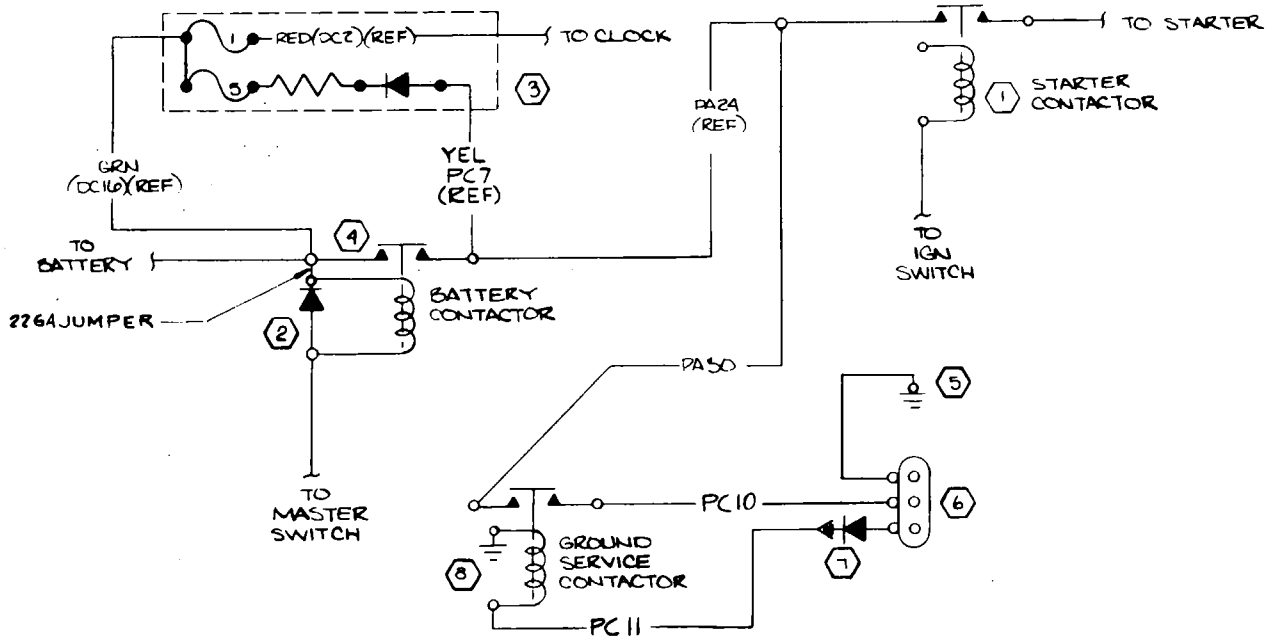 1
RED(DC2)(REF)
TO CLOCK
5
3
TO STARTER
1
STARTER
CONTACTOR
PA24
(REF)
GRN
(DC16)(REF)
YEL
PC7
(REF)
TO
IGN
SWITCH
TO
BATTERY
4
BATTERY
CONTACTOR
226A JUMPER
2
PA30
5
TO
MASTER
SWITCH
PC10
6
7
GROUND
SERVICE
CONTACTOR
8
PC11